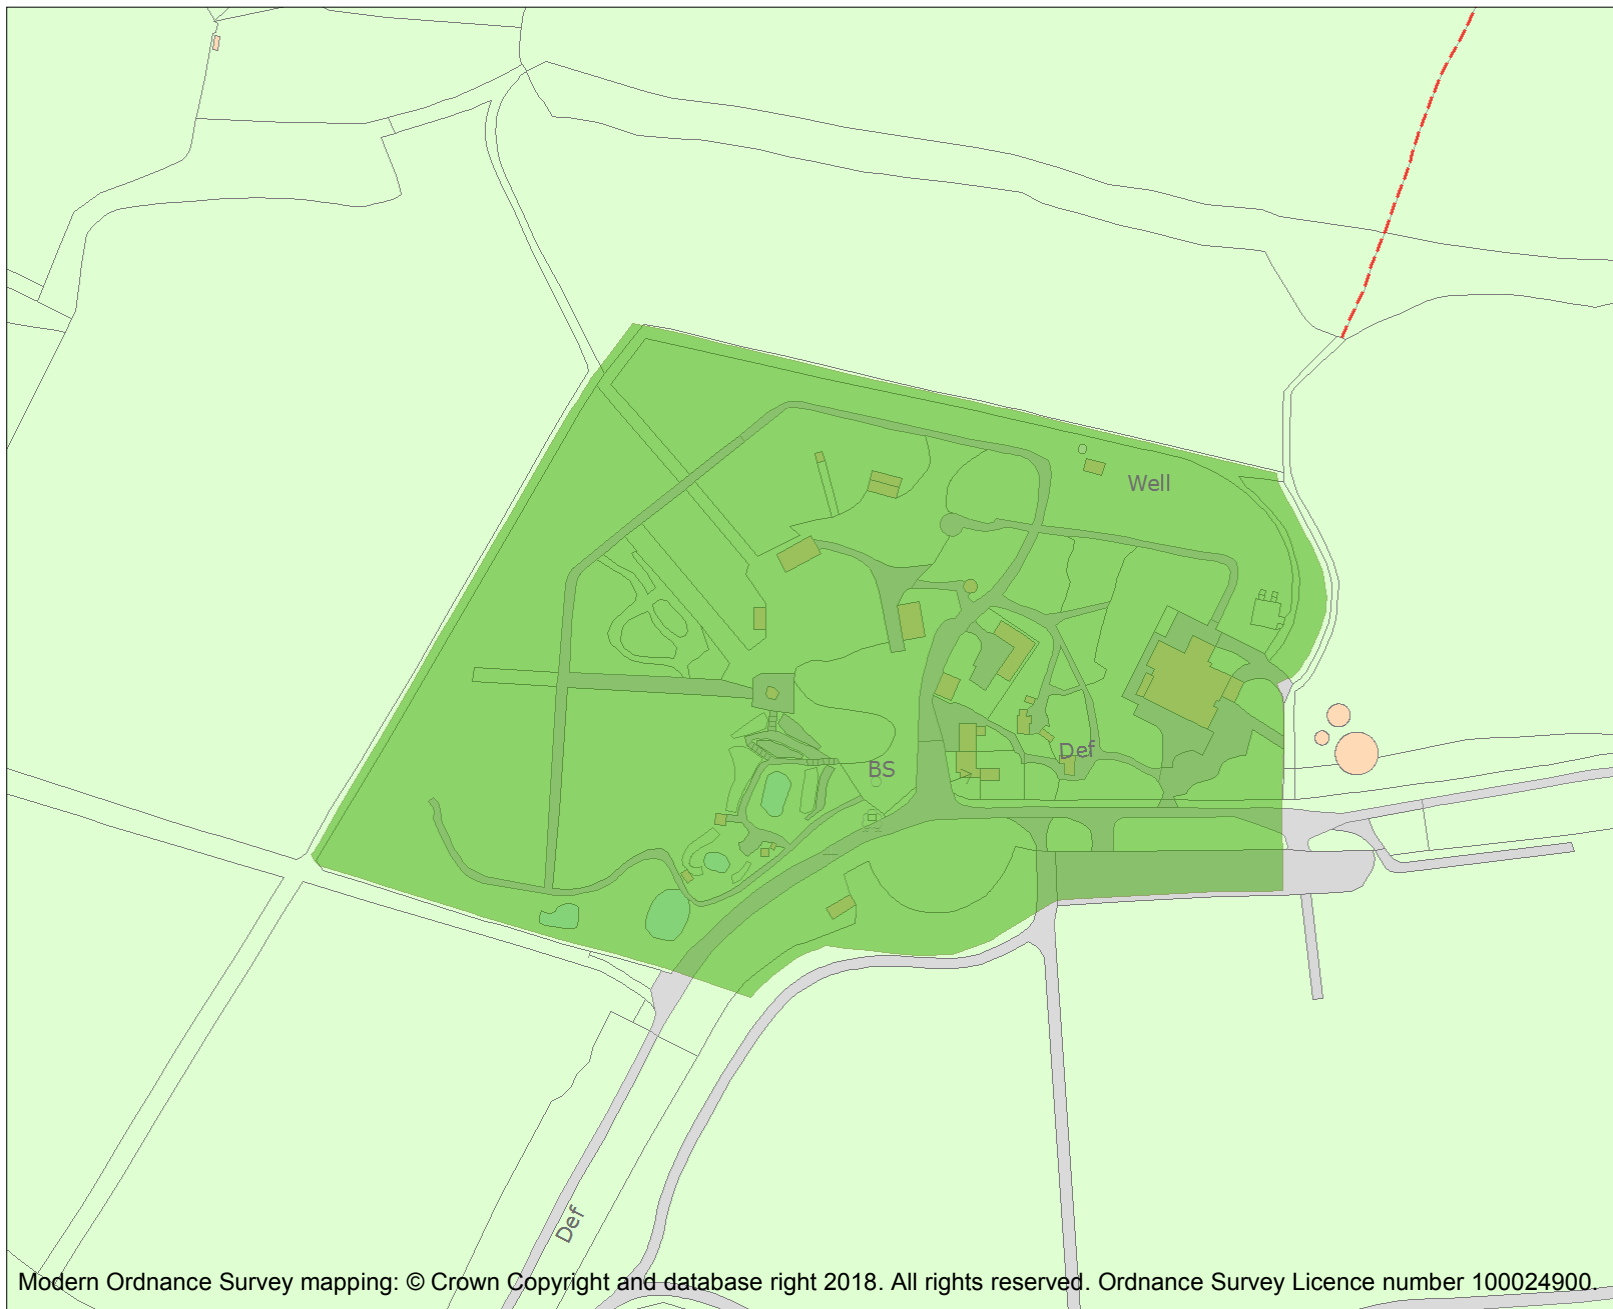 Well
Def
BS
Def
Modern Ordnance Survey mapping: © Crown Copyright and database right 2018. All rights reserved. Ordnance Survey Licence number 100024900.